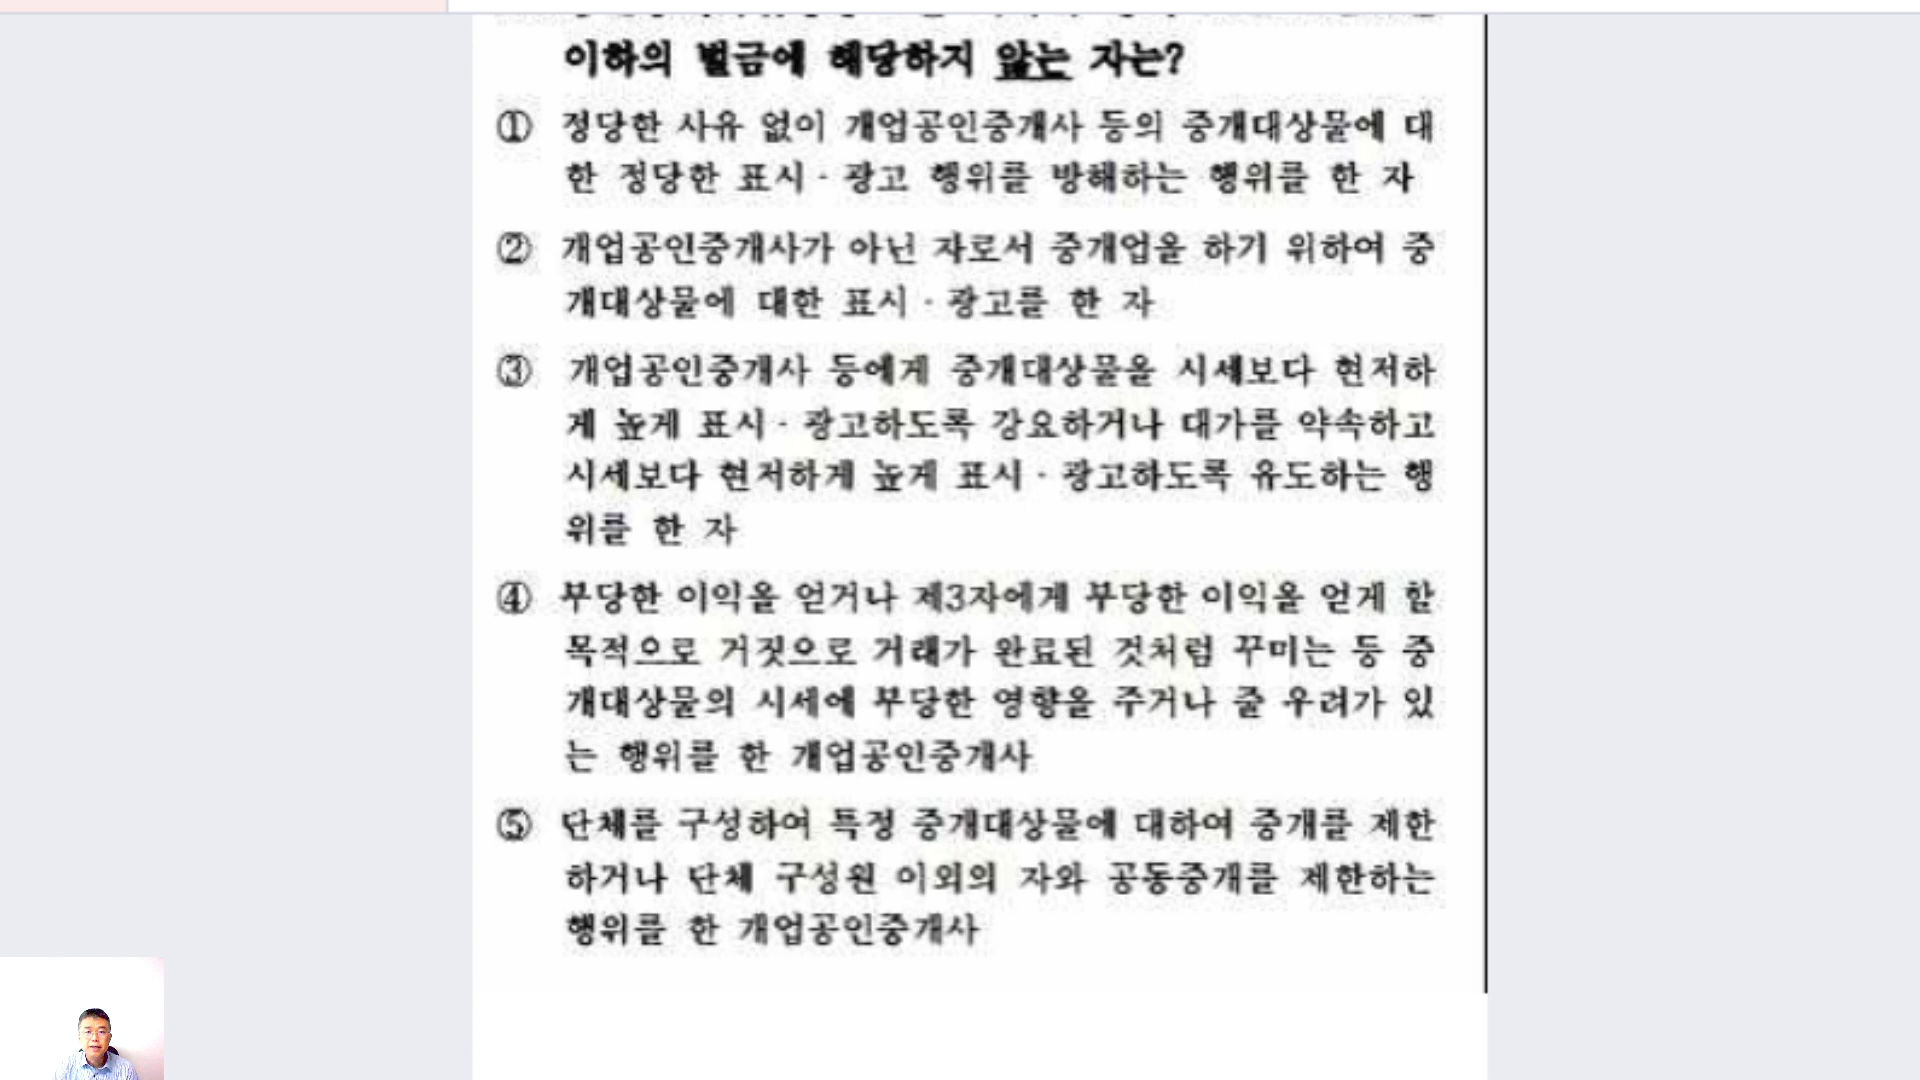 이하의 벌금에 해당하지 않는 자는?
① 정당한 사유 없이 개업공인중개사 등의 중개대상물에 대
한 정당한 표시·광고 행위를 방해하는 행위를 한 자
② 개업공인중개사가 아닌 자로서 중개업을 하기 위하여 중
개대상물에 대한 표시·광고를 한 자
③ 개업공인중개사 등에게 중개대상물을 시세보다 현저하
게 높게 표시·광고하도록 강요하거나 대가를 약속하고
시세보다 현저하게 높게 표시·광고하도록 유도하는 행
위를 한 자
④ 부당한 이익을 얻거나 제3자에게 부당한 이익을 얻게 할
목적으로 거짓으로 거래가 완료된 것처럼 꾸미는 등 중
개대상물의 시세에 부당한 영향을 주거나 줄 우려가 있
는 행위를 한 개업공인중개사
⑤ 단체를 구성하여 특정 중개대상물에 대하여 중개를 제한
하거나 단체 구성원 이외의 자와 공동중개를 제한하는
행위를 한 개업공인중개사